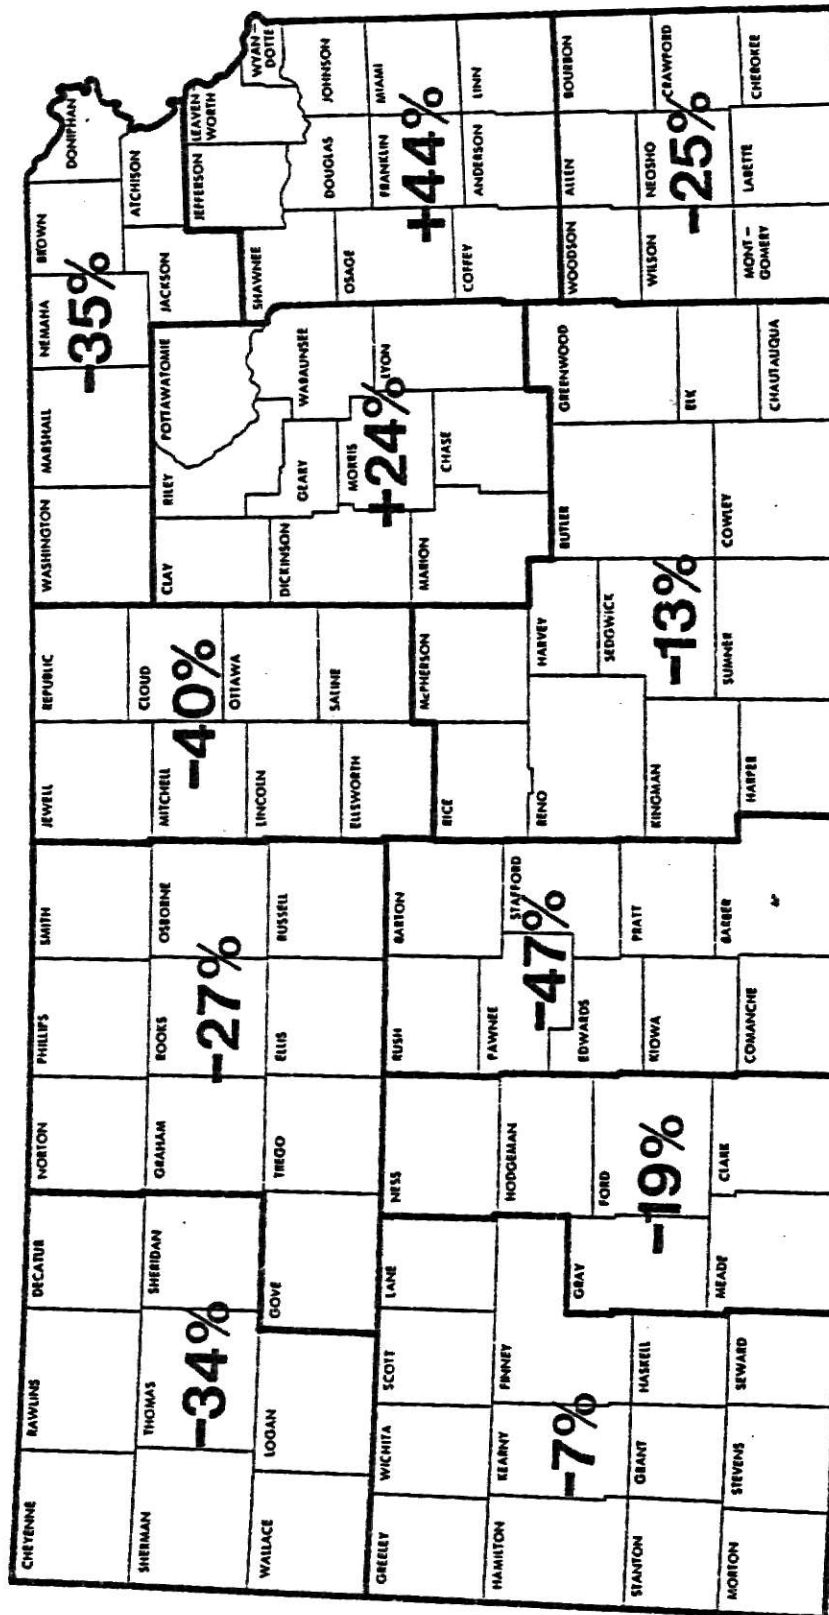 CHEYENNE
RAWLINS
DECATUR
NORTON
PHILLIPS
SMITH
JEWELL
REPUBLIC
WASHINGTON
MARSHALL
NEMAHA
BROWN
DONIPHAN
SHERMAN
THOMAS
SHERIDAN
GRAHAM
ROOKS
OSBORNE
MITCHELL
CLOUD
CLAY
RILEY
POTTAWATOMIE
JACKSON
ATCHISON
-34%
-27%
-40%
-35%
WALLACE
LOGAN
GOVE
TREGO
ELLIS
RUSSELL
LINCOLN
OTTAWA
DICKINSON
GEARY
WABAUNSEE
SHAWNEE
JEFFERSON
LEAVEN
WORTH
WYAN-
DOTTE
ELLSWORTH
SALINE
MORRIS
+24%
LYON
OSAGE
DOUGLAS
JOHNSON
GREELEY
WICHITA
SCOTT
LANE
NESS
RUSH
BARTON
RICE
McPHERSON
MARION
CHASE
COFFEY
FRANKLIN
MIAMI
+44%
ANDERSON
LINN
HAMILTON
KEARNY
FINNEY
HODGEMAN
PAWNEE
STAFFORD
RENO
HARVEY
BUTLER
GREENWOOD
WOODSON
ALLEN
BOURBON
-7%
GRAY
FORD
EDWARDS
-47%
SEDGWICK
-19%
-13%
-25%
STANTON
GRANT
HASKELL
KIOWA
PRATT
KINGMAN
ELK
WILSON
NEOSHO
CRAWFORD
MORTON
STEVENS
SEWARD
MEADE
CLARK
COMANCHE
BARBER
HARPER
SUMNER
COWLEY
CHAUTAUQUA
MONT-
GOMERY
LABETTE
CHEROKEE